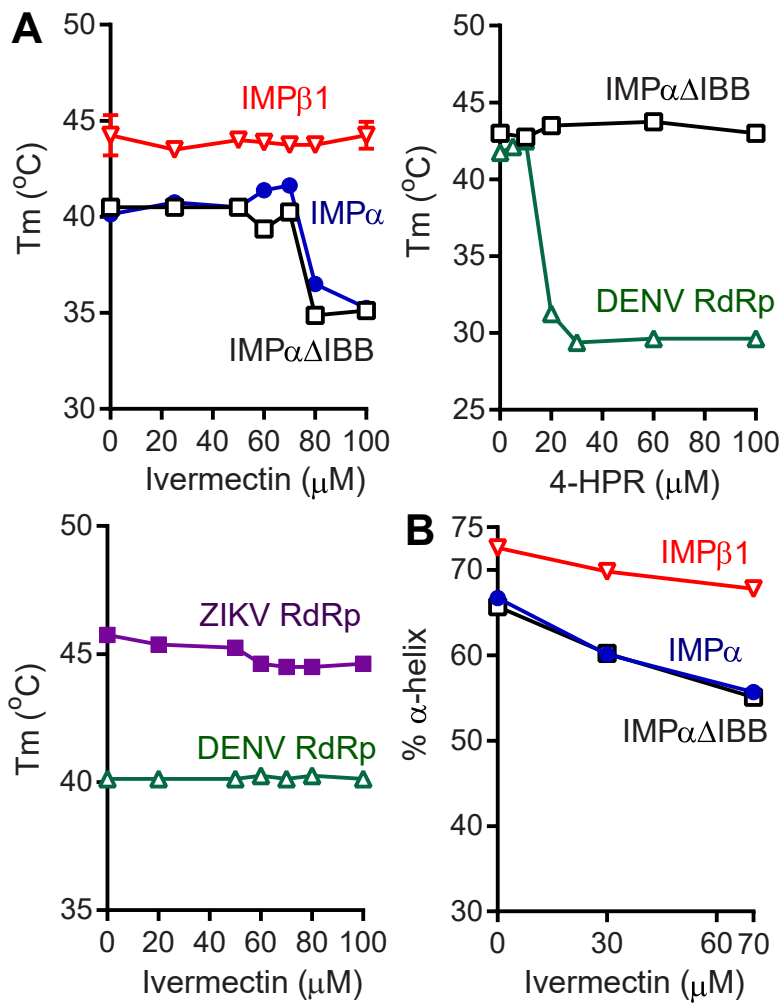 A
50
45
40
35
30
Tm (°C)
IMPβ1
IMPα
IMPαΔIBB
0 20 40 60 80 100
Ivermectin (μM)
50
45
40
35
30
25
Tm (°C)
IMPαΔIBB
DENV RdRp
0 20 40 60 80 100
4-HPR (μM)
50
45
40
35
Tm (°C)
ZIKV RdRp
DENV RdRp
0 20 40 60 80 100
Ivermectin (μM)
B
75
70
60
50
40
30
% α-helix
IMPβ1
IMPα
IMPαΔIBB
0 30 60 70
Ivermectin (μM)